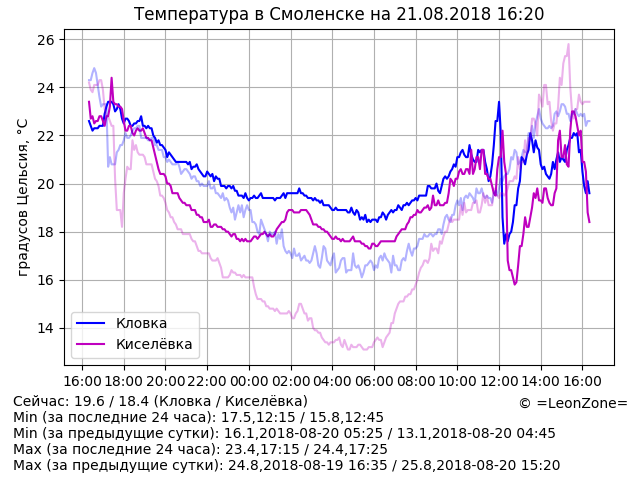 Температура в Смоленске на 21.08.2018 16:20
26
24
22
20
18
16
14
градусов Цельсия, °C
Кловка
Киселёвка
16:00 18:00 20:00 22:00 00:00 02:00 04:00 06:00 08:00 10:00 12:00 14:00 16:00
Сейчас: 19.6 / 18.4 (Кловка / Киселёвка)
© =LeonZone=
Min (за последние 24 часа): 17.5,12:15 / 15.8,12:45
Min (за предыдущие сутки): 16.1,2018-08-20 05:25 / 13.1,2018-08-20 04:45
Max (за последние 24 часа): 23.4,17:15 / 24.4,17:25
Max (за предыдущие сутки): 24.8,2018-08-19 16:35 / 25.8,2018-08-20 15:20